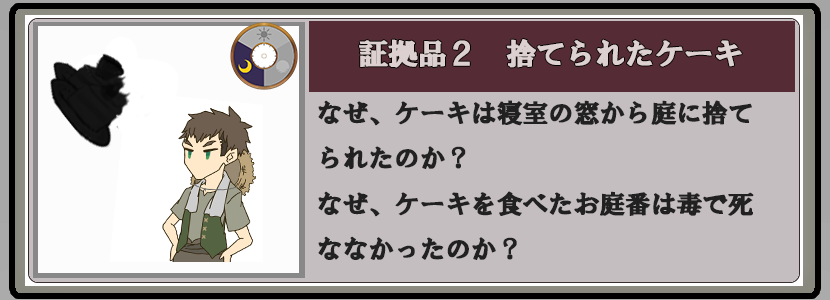 証拠品２　捨てられたケーキ
なぜ、ケーキは寝室の窓から庭に捨て
られたのか？
なぜ、ケーキを食べたお庭番は毒で死
ななかったのか？